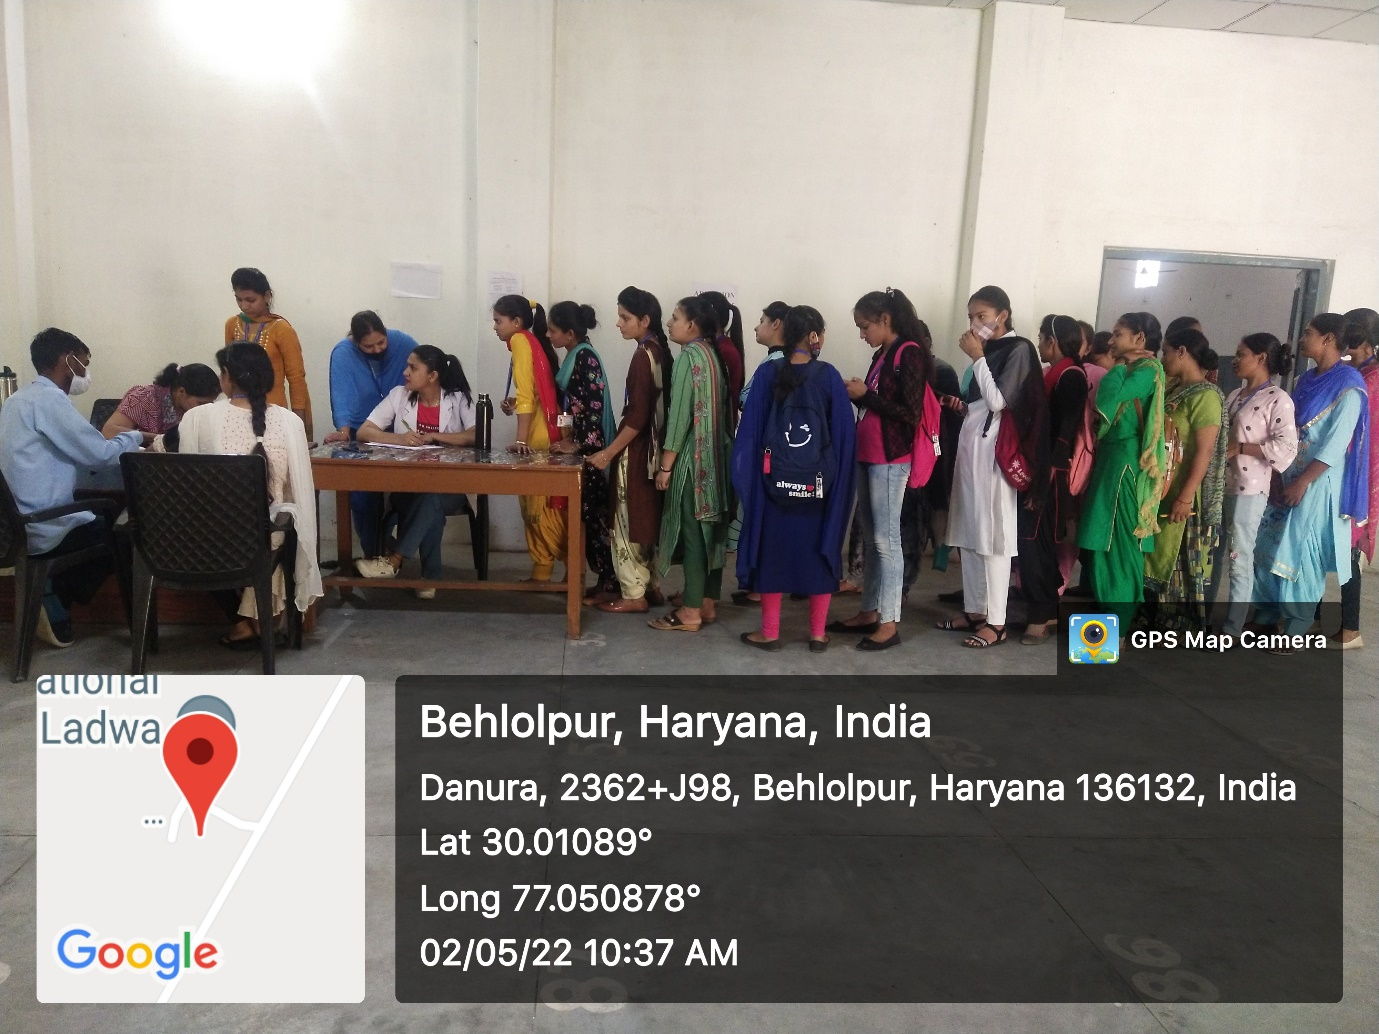 always
smile!
GPS Map Camera
ational
Ladwa
...
Google
Behlolpur, Haryana, India
Danura, 2362+J98, Behlolpur, Haryana 136132, India
Lat 30.01089°
Long 77.050878°
02/05/22 10:37 AM